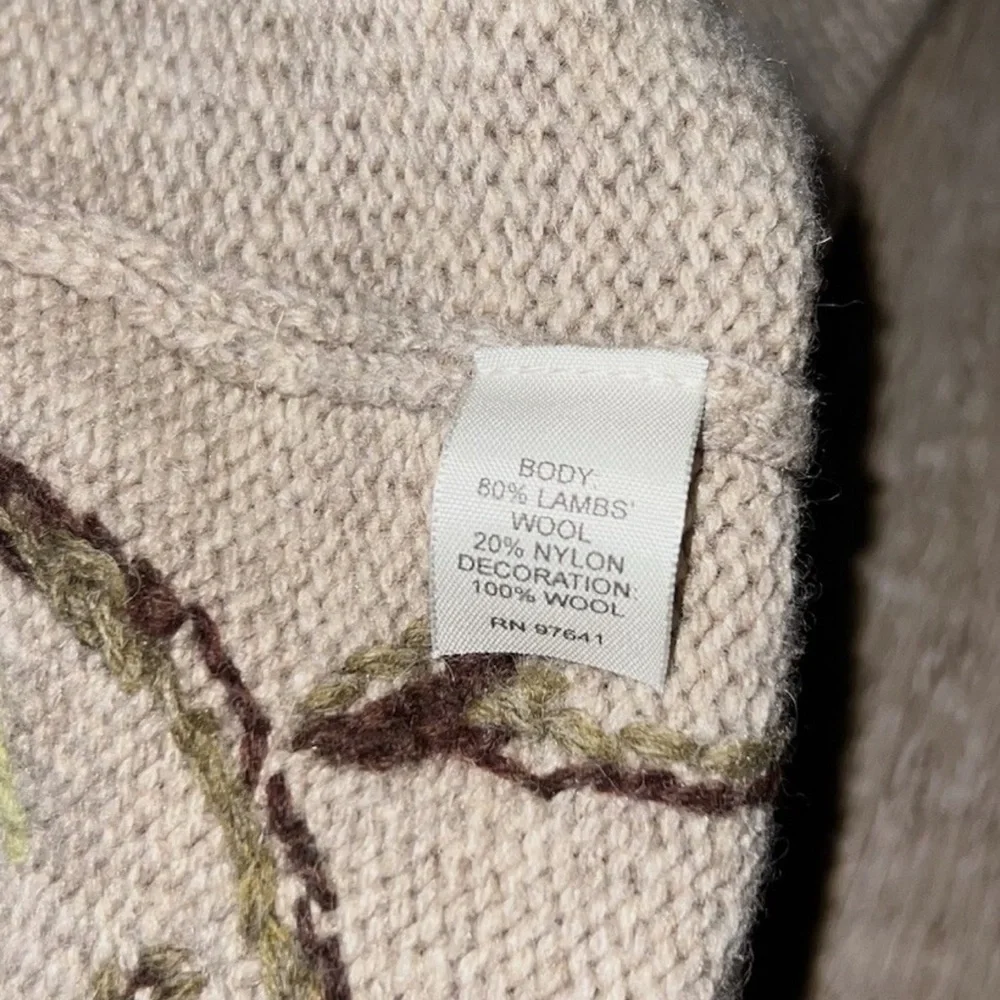 BODY:
80% LAMBS'
WOOL
20% NYLON
DECORATION:
100% WOOL
RN 97641